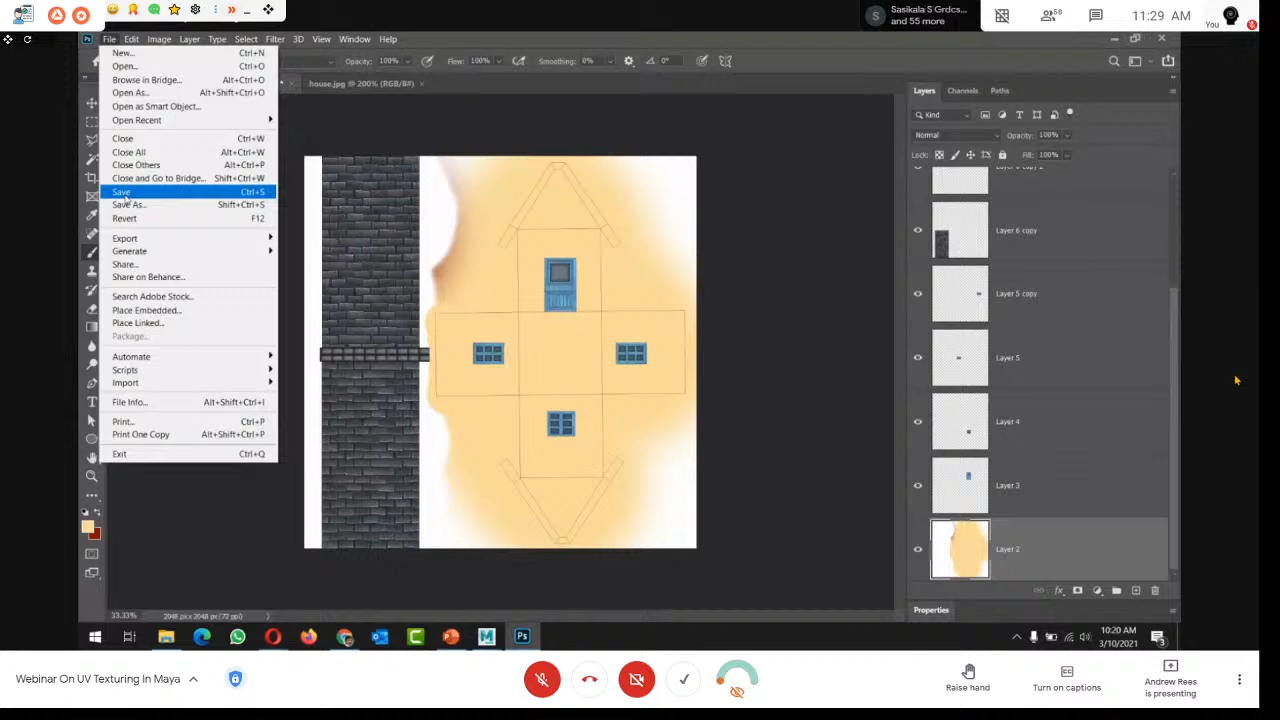 Sasikala S Grdcs...
and 55 more
58
11:29 AM
You
Ps File Edit Image Layer Type Select Filter 3D View Window Help
Opacity: 100% Flow: 100% Smoothing: 0% 0°
house.jpg @ 200% (RGB/8#) ×
New... Ctrl+N
Open... Ctrl+O
Browse in Bridge... Alt+Ctrl+O
Open As... Alt+Shift+Ctrl+O
Open as Smart Object...
Open Recent
Close Ctrl+W
Close All Alt+Ctrl+W
Close Others Alt+Ctrl+P
Close and Go to Bridge... Shift+Ctrl+W
Save Ctrl+S
Save As... Shift+Ctrl+S
Revert F12
Export
Generate
Share...
Share on Behance...
Search Adobe Stock...
Place Embedded...
Place Linked...
Package...
Automate
Scripts
Import
File Info... Alt+Shift+Ctrl+I
Print... Ctrl+P
Print One Copy Alt+Shift+Ctrl+P
Exit Ctrl+Q
Layers Channels Paths
Kind
Normal Opacity: 100%
Lock: Fill: 100%
Layer 6 copy
Layer 5 copy
Layer 5
Layer 4
Layer 3
Layer 2
fx
Properties
33.33% 2048 px x 2048 px (72 ppi)
10:20 AM
3/10/2021
3
Webinar On UV Texturing In Maya
Raise hand
CC
Turn on captions
Andrew Rees
is presenting